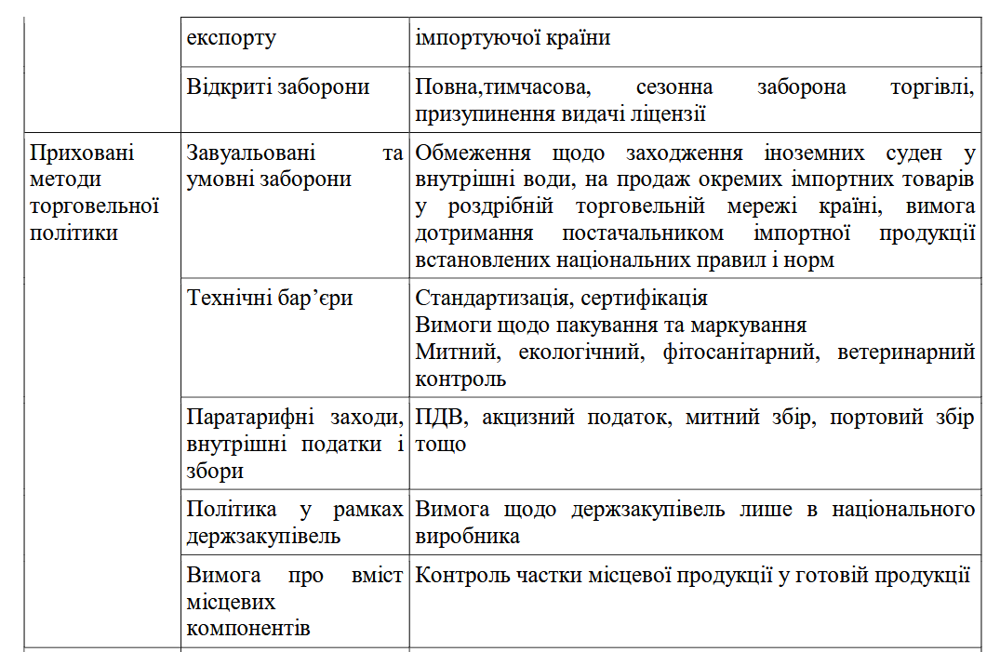 експорту
імпортуючої країни
Відкриті заборони
Повна,тимчасова, сезонна заборона торгівлі,
призупинення видачі ліцензії
Приховані
методи
торговельної
політики
Завуальовані та
умовні заборони
Обмеження щодо заходження іноземних суден у
внутрішні води, на продаж окремих імпортних товарів
у роздрібній торговельній мережі країні, вимога
дотримання постачальником імпортної продукції
встановлених національних правил і норм
Технічні бар’єри
Стандартизація, сертифікація
Вимоги щодо пакування та маркування
Митний, екологічний, фітосанітарний, ветеринарний
контроль
Паратарифні заходи,
внутрішні податки і
збори
ПДВ, акцизний податок, митний збір, портовий збір
тощо
Політика у рамках
держзакупівель
Вимога щодо держзакупівель лише в національного
виробника
Вимога про вміст
місцевих
компонентів
Контроль частки місцевої продукції у готовій продукції